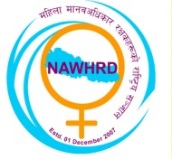 महिला मानवअधिकार रक्षकहरूको राष्ट्रिय सञ्जाल
NAWHRD
Estd. 01 December 2007